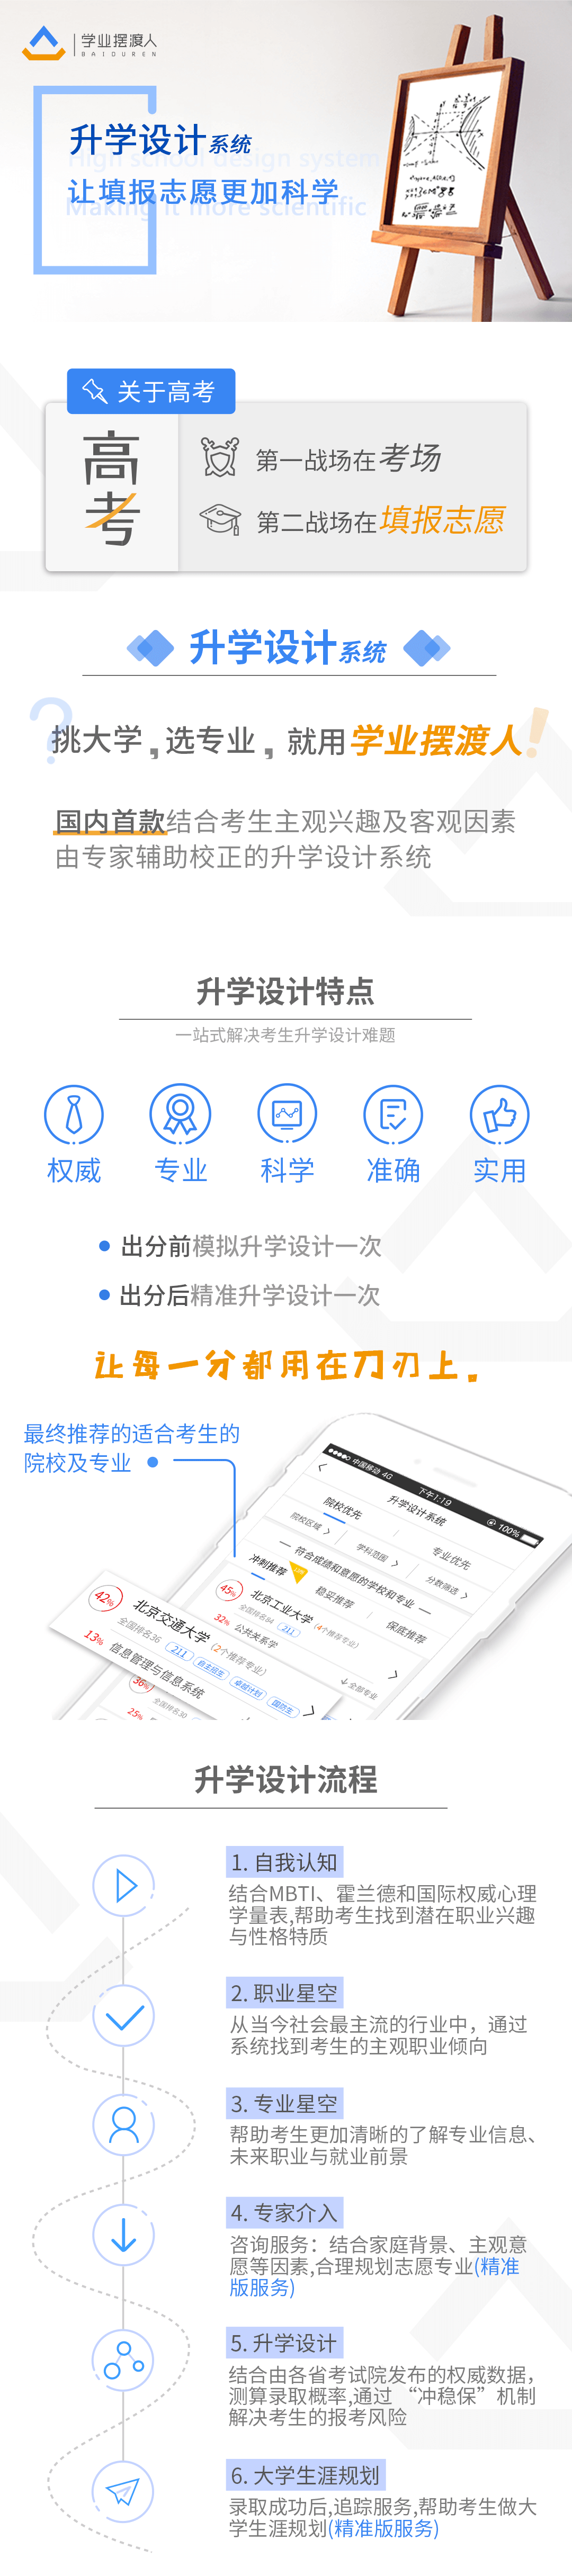 学业摆渡人
BAIDUREN
升学设计系统
High school design system
让填报志愿更加科学
Making it more scientific
关于高考
高考
第一战场在考场
第二战场在填报志愿
升学设计系统
挑大学，选专业，就用学业摆渡人！
国内首款结合考生主观兴趣及客观因素
由专家辅助校正的升学设计系统
升学设计特点
一站式解决考生升学设计难题
权威 专业 科学 准确 实用
出分前模拟升学设计一次
出分后精准升学设计一次
让每一分都用在刀刃上.
最终推荐的适合考生的
院校及专业
中国移动 4G 下午1:19 100%
升学设计系统
院校优先 专业优先
院校区域 学科范围 分数筛选
符合成绩和意愿的学校和专业
冲刺推荐 稳妥推荐 保底推荐
45% 北京工业大学 (4个推荐专业)
全国排名84 211
32% 公共关系学
全部专业
42% 北京交通大学 (2个推荐专业)
全国排名36 211 自主招生 卓越计划 国防生
13% 信息管理与信息系统
36%
全国排名30
25%
升学设计流程
1. 自我认知
结合MBTI、霍兰德和国际权威心理
学量表,帮助考生找到潜在职业兴趣
与性格特质
2. 职业星空
从当今社会最主流的行业中，通过
系统找到考生的主观职业倾向
3. 专业星空
帮助考生更加清晰的了解专业信息、
未来职业与就业前景
4. 专家介入
咨询服务：结合家庭背景、主观意
愿等因素,合理规划志愿专业(精准
版服务)
5. 升学设计
结合由各省考试院发布的权威数据，
测算录取概率,通过“冲稳保”机制
解决考生的报考风险
6. 大学生涯规划
录取成功后,追踪服务,帮助考生做大
学生涯规划(精准版服务)